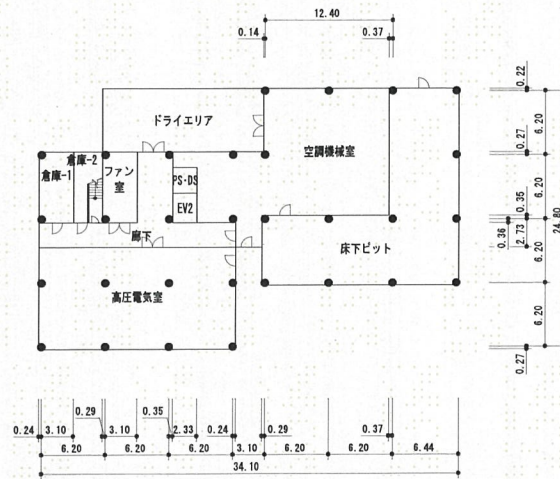 12.40
0.14
0.37
ドライエリア
倉庫-1
倉庫-2
ファン
室
PS・DS
EV2
空調機械室
廊下
床下ピット
高圧電気室
0.22
6.20
0.27
6.20
0.35
24.80
0.36
2.73
6.20
6.20
0.27
0.29
0.35
0.24
3.10
3.10
2.33
0.24
0.29
0.37
6.20
6.20
6.20
3.10
6.20
6.20
6.44
34.10